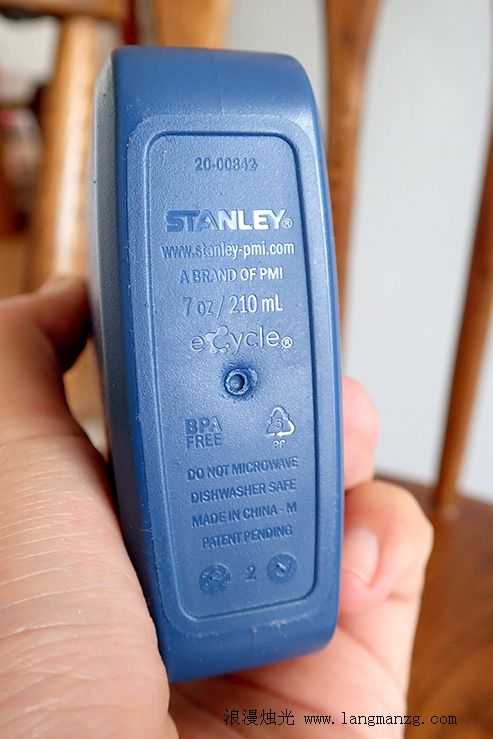 20-00842
STANLEY®
www.stanley-pmi.com
A BRAND OF PMI
7 oz / 210 mL
eCycle®
BPA
FREE
5
PP
DO NOT MICROWAVE
DISHWASHER SAFE
MADE IN CHINA - M
PATENT PENDING
2
浪漫烛光 www.langmanzg.com